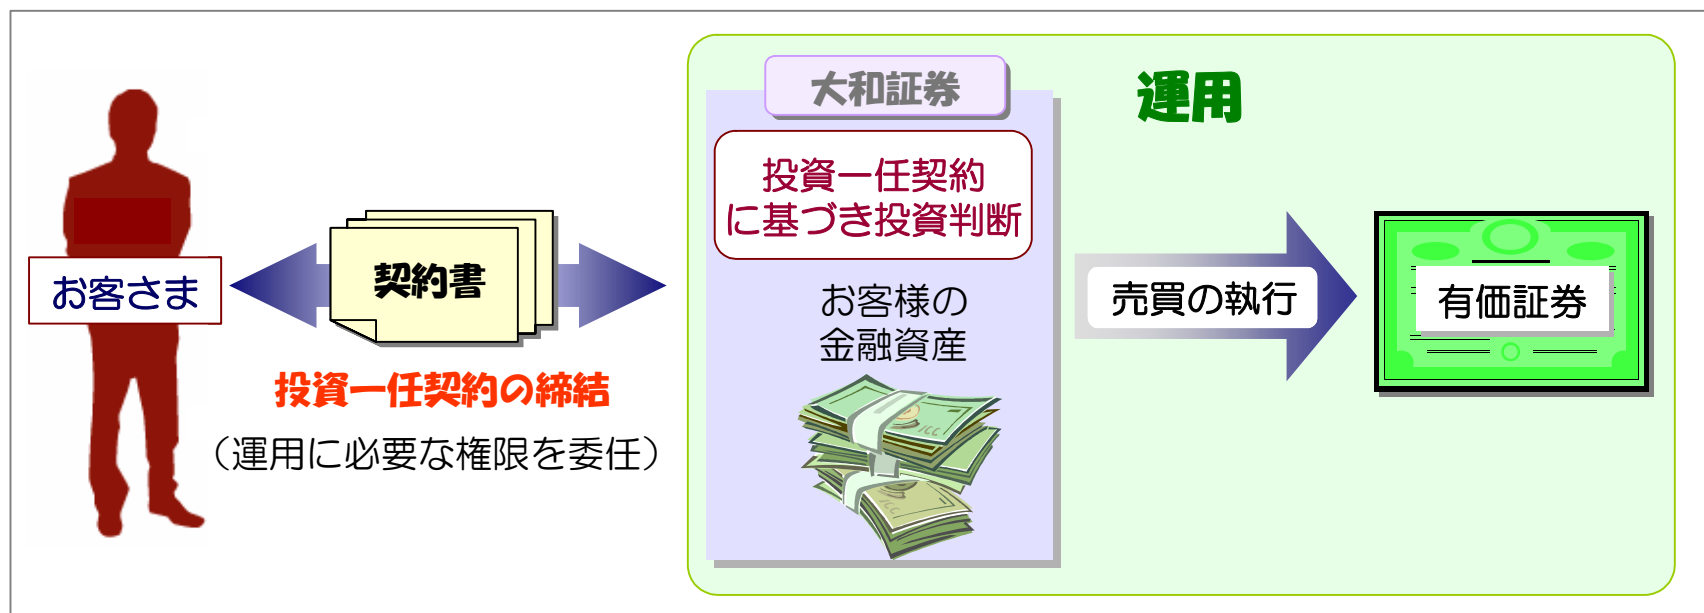 お客さま
契約書
投資一任契約の締結
（運用に必要な権限を委任）
大和証券
投資一任契約
に基づき投資判断
お客様の
金融資産
運用
売買の執行
有価証券